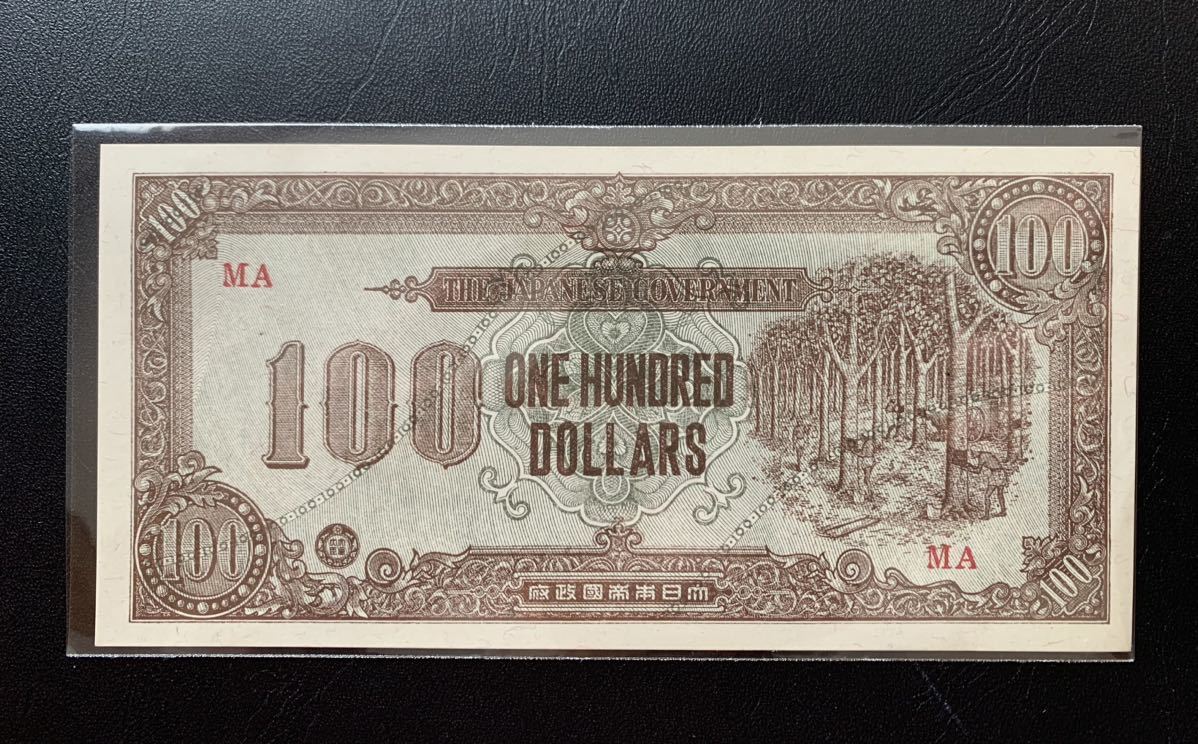 100
100
MA
THE JAPANESE GOVERNMENT
100
ONE HUNDRED
DOLLARS
MA
100
100
府政國帝本日大